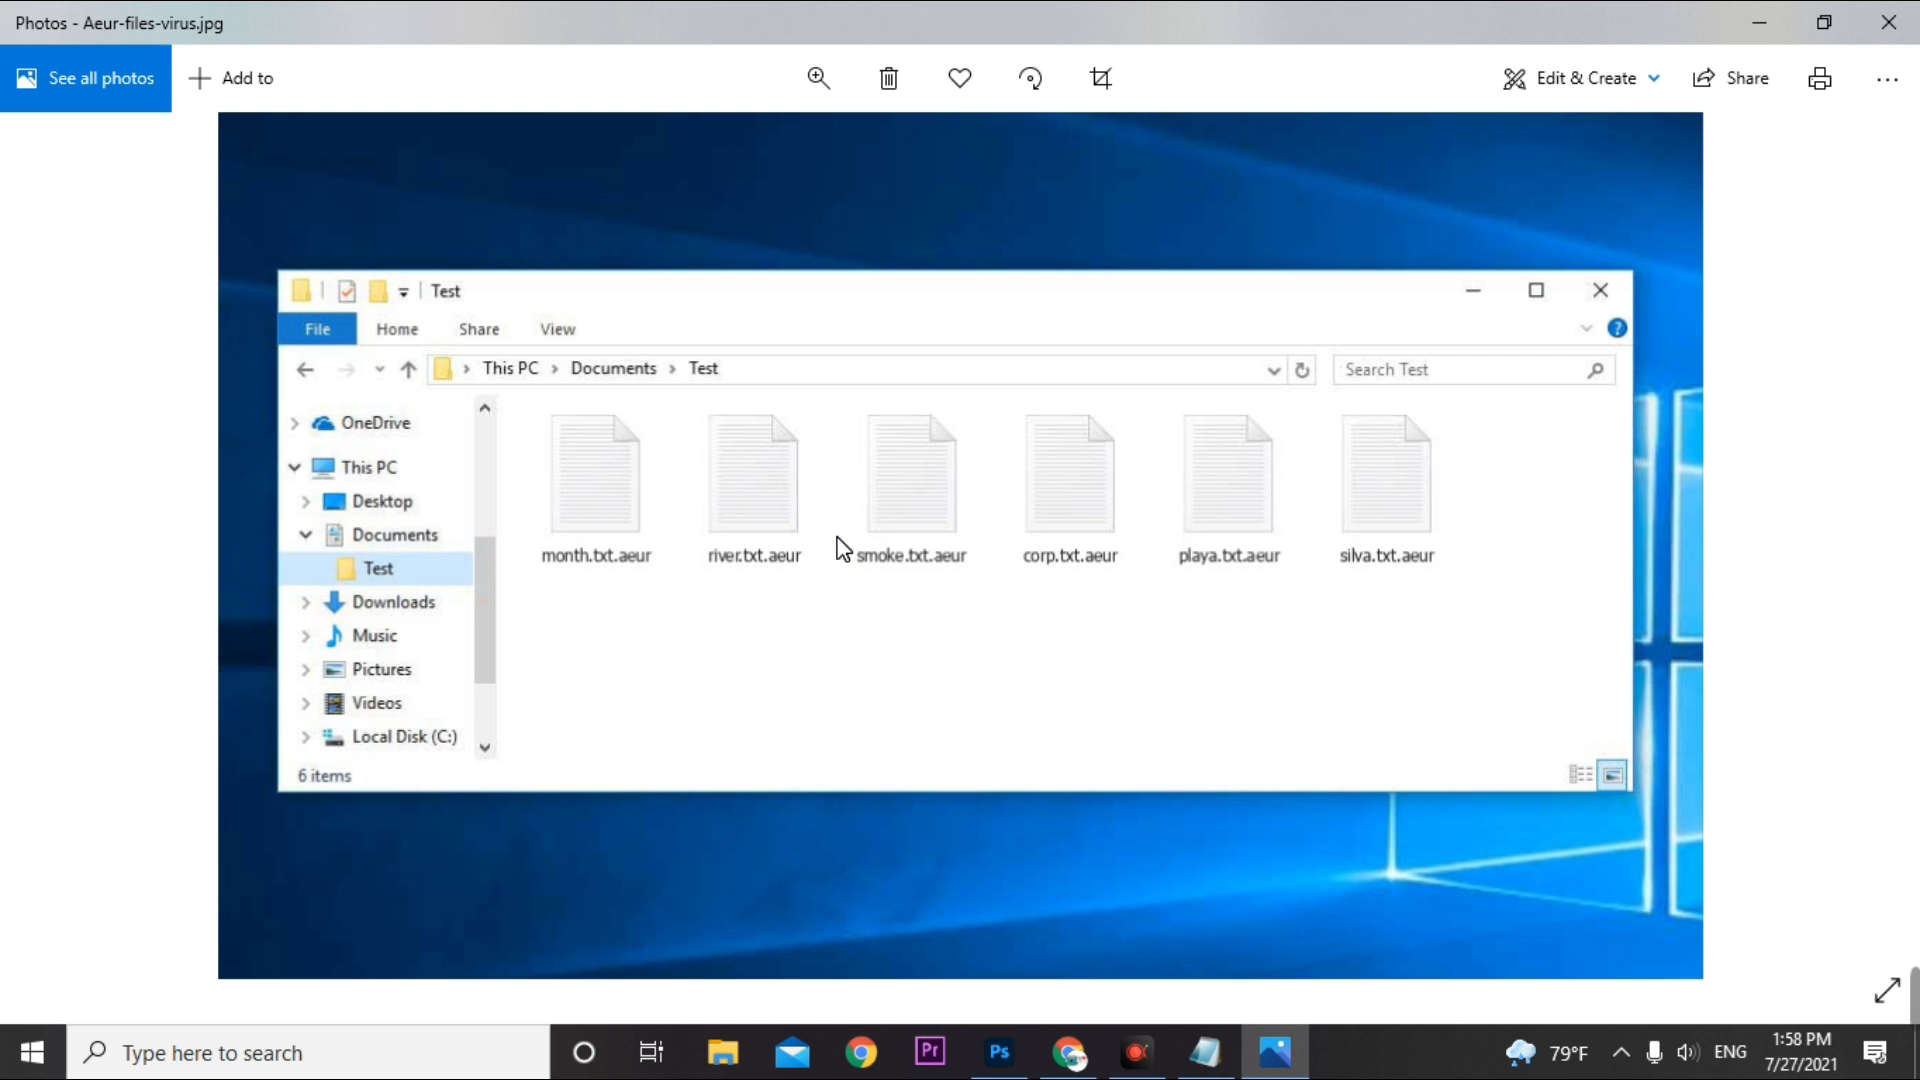 Photos - Aeur-files-virus.jpg
See all photos
Add to
Edit & Create
Share
Test
File
Home
Share
View
?
This PC
Documents
Test
Search Test
OneDrive
This PC
Desktop
Documents
Test
Downloads
Music
Pictures
Videos
Local Disk (C:)
month.txt.aeur
river.txt.aeur
smoke.txt.aeur
corp.txt.aeur
playa.txt.aeur
silva.txt.aeur
6 items
Type here to search
Pr
Ps
79°F
ENG
1:58 PM
7/27/2021